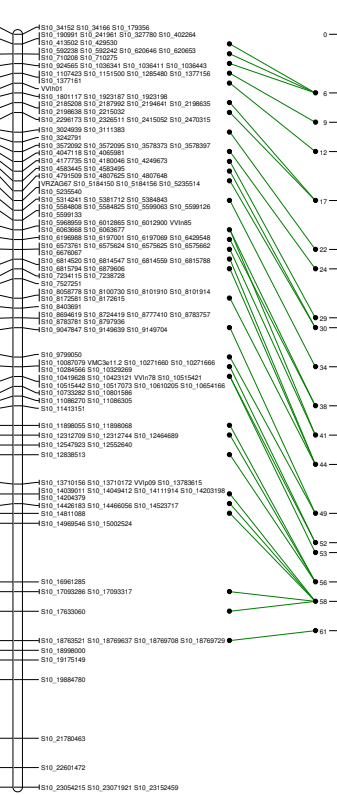 S10_34152 S10_34166 S10_179356
S10_190991 S10_241961 S10_327780 S10_402264
S10_413502 S10_429530
S10_592238 S10_592242 S10_620646 S10_620653
S10_710208 S10_710275
S10_924565 S10_1036341 S10_1036411 S10_1036443
S10_1107423 S10_1151500 S10_1285480 S10_1377156
S10_1377161
VVIh01
S10_1801117 S10_1923187 S10_1923198
S10_2185208 S10_2187992 S10_2194641 S10_2198635
S10_2198638 S10_2215032
S10_2296173 S10_2326511 S10_2415052 S10_2470315
S10_3024939 S10_3111383
S10_3242791
S10_3572092 S10_3572095 S10_3578373 S10_3578397
S10_4047118 S10_4065981
S10_4177735 S10_4180046 S10_4249673
S10_4583445 S10_4583495
S10_4791509 S10_4807625 S10_4807648
VRZAG67 S10_5184150 S10_5184156 S10_5235514
S10_5235540
S10_5314241 S10_5381712 S10_5384843
S10_5584808 S10_5584825 S10_5599063 S10_5599126
S10_5599133
S10_5968959 S10_6012865 S10_6012900 VVIn85
S10_6063668 S10_6063677
S10_6196988 S10_6197001 S10_6197069 S10_6429548
S10_6573761 S10_6575624 S10_6575625 S10_6575662
S10_6676067
S10_6814520 S10_6814547 S10_6814559 S10_6815788
S10_6815794 S10_6879606
S10_7234115 S10_7238728
S10_7527251
S10_8058778 S10_8100730 S10_8101910 S10_8101914
S10_8172581 S10_8172615
S10_8403691
S10_8694619 S10_8724419 S10_8777410 S10_8783757
S10_8783781 S10_8797936
S10_9047847 S10_9149639 S10_9149704
S10_9799050
S10_10087079 VMC3e11.2 S10_10271660 S10_10271666
S10_10284566 S10_10329269
S10_10419628 S10_10423121 VVIn78 S10_10515421
S10_10515442 S10_10517073 S10_10610205 S10_10654166
S10_10733282 S10_10801586
S10_11086270 S10_11086305
S10_11413151
S10_11898055 S10_11898068
S10_12312709 S10_12312744 S10_12464689
S10_12547923 S10_12552640
S10_12838513
S10_13710156 S10_13710172 VVIp09 S10_13783615
S10_14039011 S10_14049412 S10_14111914 S10_14203198
S10_14204379
S10_14426183 S10_14466056 S10_14523717
S10_14811088
S10_14969546 S10_15002524
S10_16961285
S10_17093286 S10_17093317
S10_17633060
S10_18763521 S10_18769637 S10_18769708 S10_18769729
S10_18998000
S10_19175149
S10_19884780
S10_21780463
S10_22601472
S10_23054215 S10_23071921 S10_23152459
0
6
9
12
17
22
24
29
30
34
38
41
44
49
52
53
56
58
61